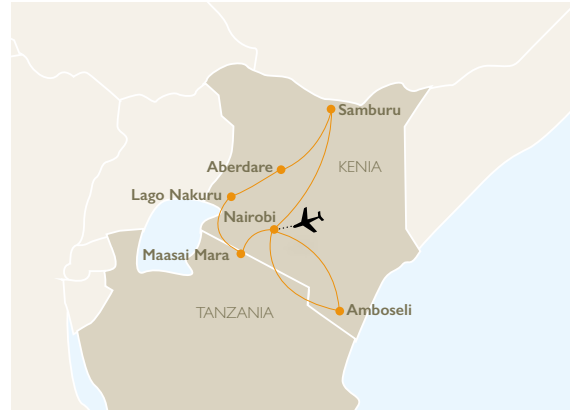 Samburu
Aberdare
KENIA
Lago Nakuru
Nairobi
Maasai Mara
TANZANIA
Amboseli